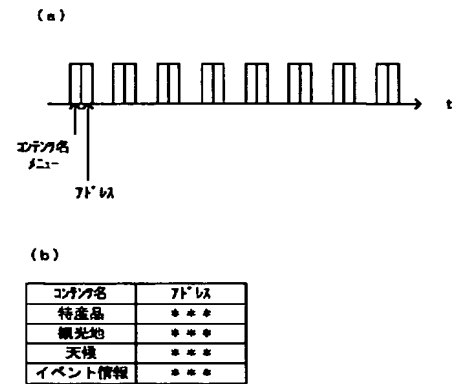 (a)
t
コンテンツ名
メニュー
アドレス
(b)
コンテンツ名 アドレス
特産品 ***
観光地 ***
天候 ***
イベント情報 ***